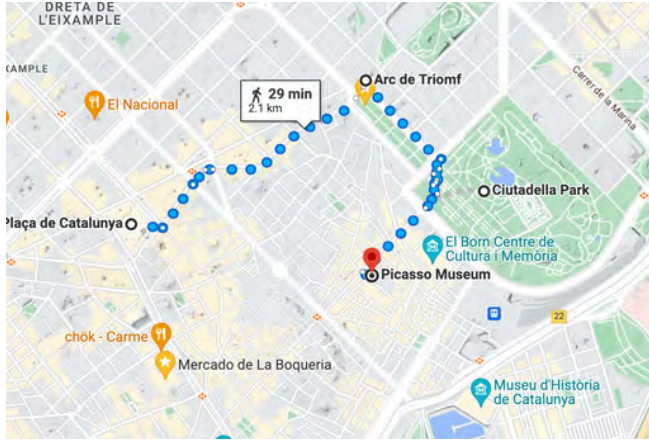 DRETA DE
L'EIXAMPLE
XAMPLE
El Nacional
29 min
2.1 km
Arc de Triomf
Carrer de la Marina
Plaça de Catalunya
Ciutadella Park
El Born Centre de
Cultura i Memòria
Picasso Museum
22
chök - Carme
Mercado de La Boqueria
Museu d'Història
de Catalunya